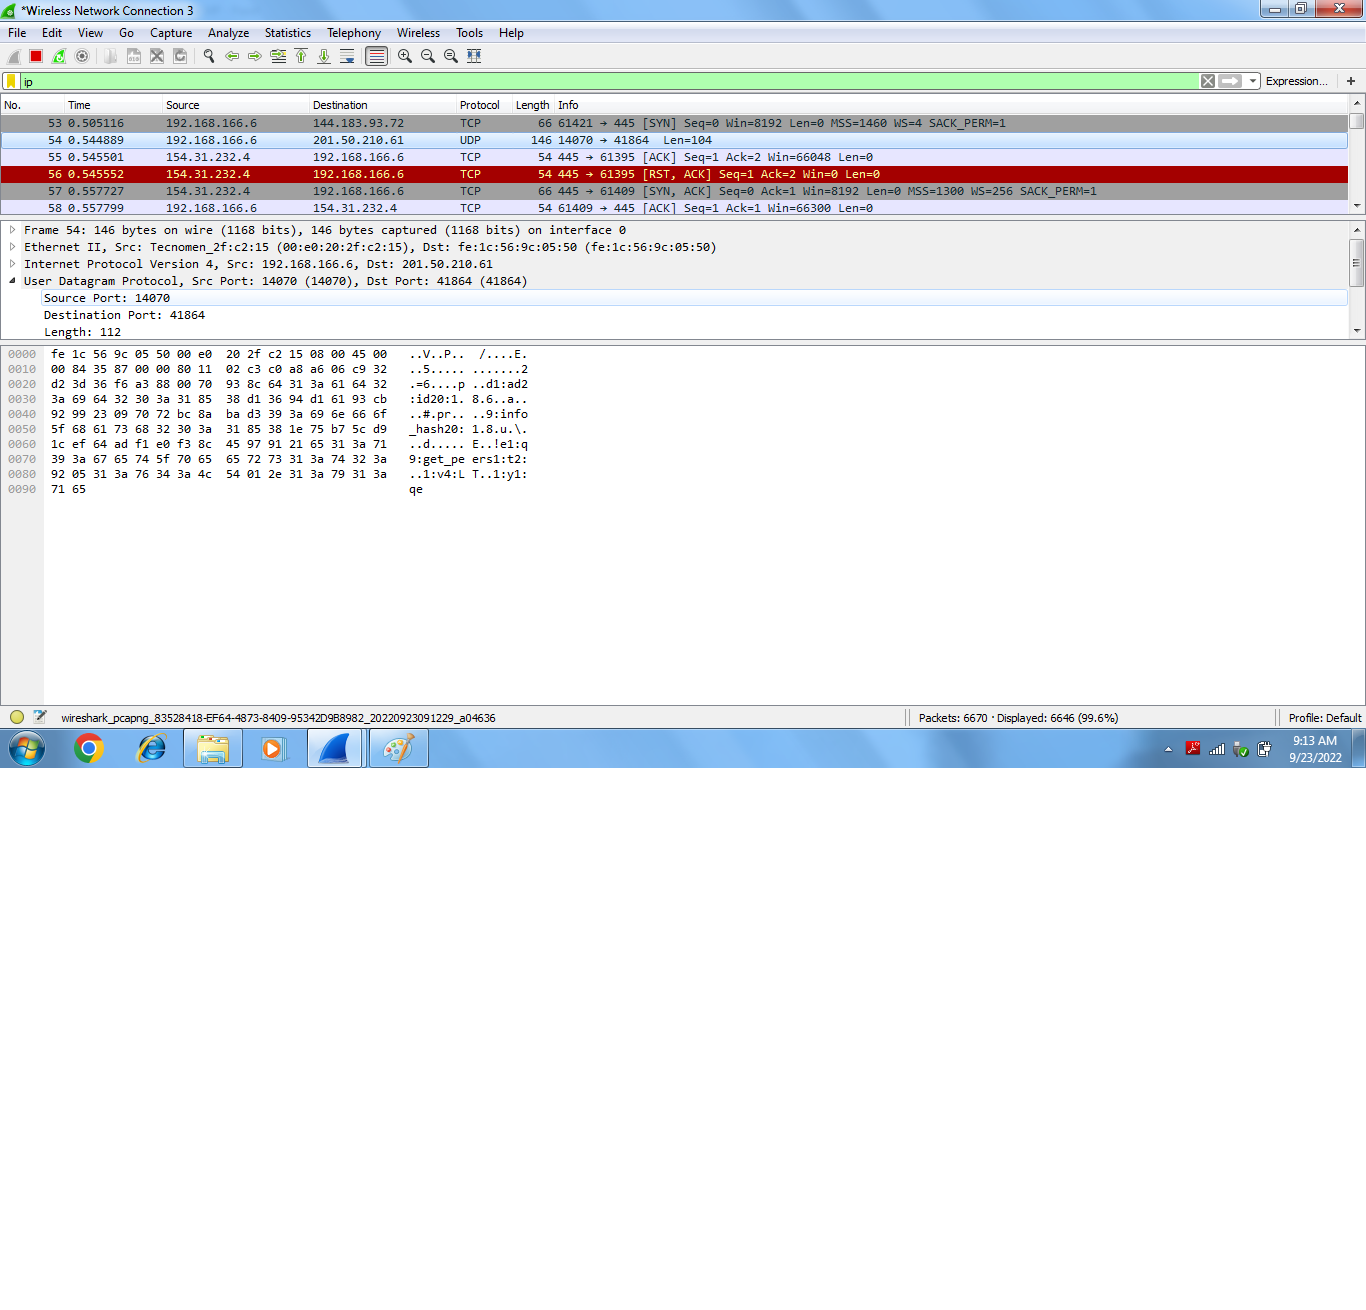 *Wireless Network Connection 3
File Edit View Go Capture Analyze Statistics Telephony Wireless Tools Help
ip Expression... +
No. Time Source Destination Protocol Length Info
53 0.505116 192.168.166.6 144.183.93.72 TCP 66 61421 → 445 [SYN] Seq=0 Win=8192 Len=0 MSS=1460 WS=4 SACK_PERM=1
54 0.544889 192.168.166.6 201.50.210.61 UDP 146 14070 → 41864 Len=104
55 0.545501 154.31.232.4 192.168.166.6 TCP 54 445 → 61395 [ACK] Seq=1 Ack=2 Win=66048 Len=0
56 0.545552 154.31.232.4 192.168.166.6 TCP 54 445 → 61395 [RST, ACK] Seq=1 Ack=2 Win=0 Len=0
57 0.557727 154.31.232.4 192.168.166.6 TCP 66 445 → 61409 [SYN, ACK] Seq=0 Ack=1 Win=8192 Len=0 MSS=1300 WS=256 SACK_PERM=1
58 0.557799 192.168.166.6 154.31.232.4 TCP 54 61409 → 445 [ACK] Seq=1 Ack=1 Win=66300 Len=0
Frame 54: 146 bytes on wire (1168 bits), 146 bytes captured (1168 bits) on interface 0
Ethernet II, Src: Tecnomen_2f:c2:15 (00:e0:20:2f:c2:15), Dst: fe:1c:56:9c:05:50 (fe:1c:56:9c:05:50)
Internet Protocol Version 4, Src: 192.168.166.6, Dst: 201.50.210.61
User Datagram Protocol, Src Port: 14070 (14070), Dst Port: 41864 (41864)
Source Port: 14070
Destination Port: 41864
Length: 112
0000 fe 1c 56 9c 05 50 00 e0 20 2f c2 15 08 00 45 00 ..V..P.. /....E.
0010 00 84 35 87 00 00 80 11 02 c3 c0 a8 a6 06 c9 32 ..5..... .......2
0020 d2 3d 36 f6 a3 88 00 70 93 8c 64 31 3a 61 64 32 .=6....p ..d1:ad2
0030 3a 69 64 32 30 3a 31 85 38 d1 36 94 d1 61 93 cb :id20:1. 8.6..a..
0040 92 99 23 09 70 72 bc 8a ba d3 39 3a 69 6e 66 6f ..#.pr.. ..9:info
0050 5f 68 61 73 68 32 30 3a 31 85 38 1e 75 b7 5c d9 _hash20: 1.8.u.\.
0060 1c ef 64 ad f1 e0 f3 8c 45 97 91 21 65 31 3a 71 ..d..... E..!e1:q
0070 39 3a 67 65 74 5f 70 65 65 72 73 31 3a 74 32 3a 9:get_pe ers1:t2:
0080 92 05 31 3a 76 34 3a 4c 54 01 2e 31 3a 79 31 3a ..1:v4:L T..1:y1:
0090 71 65 qe
wireshark_pcapng_83528418-EF64-4873-8409-95342D9B8982_20220923091229_a04636 Packets: 6670 · Displayed: 6646 (99.6%) Profile: Default
9:13 AM
9/23/2022